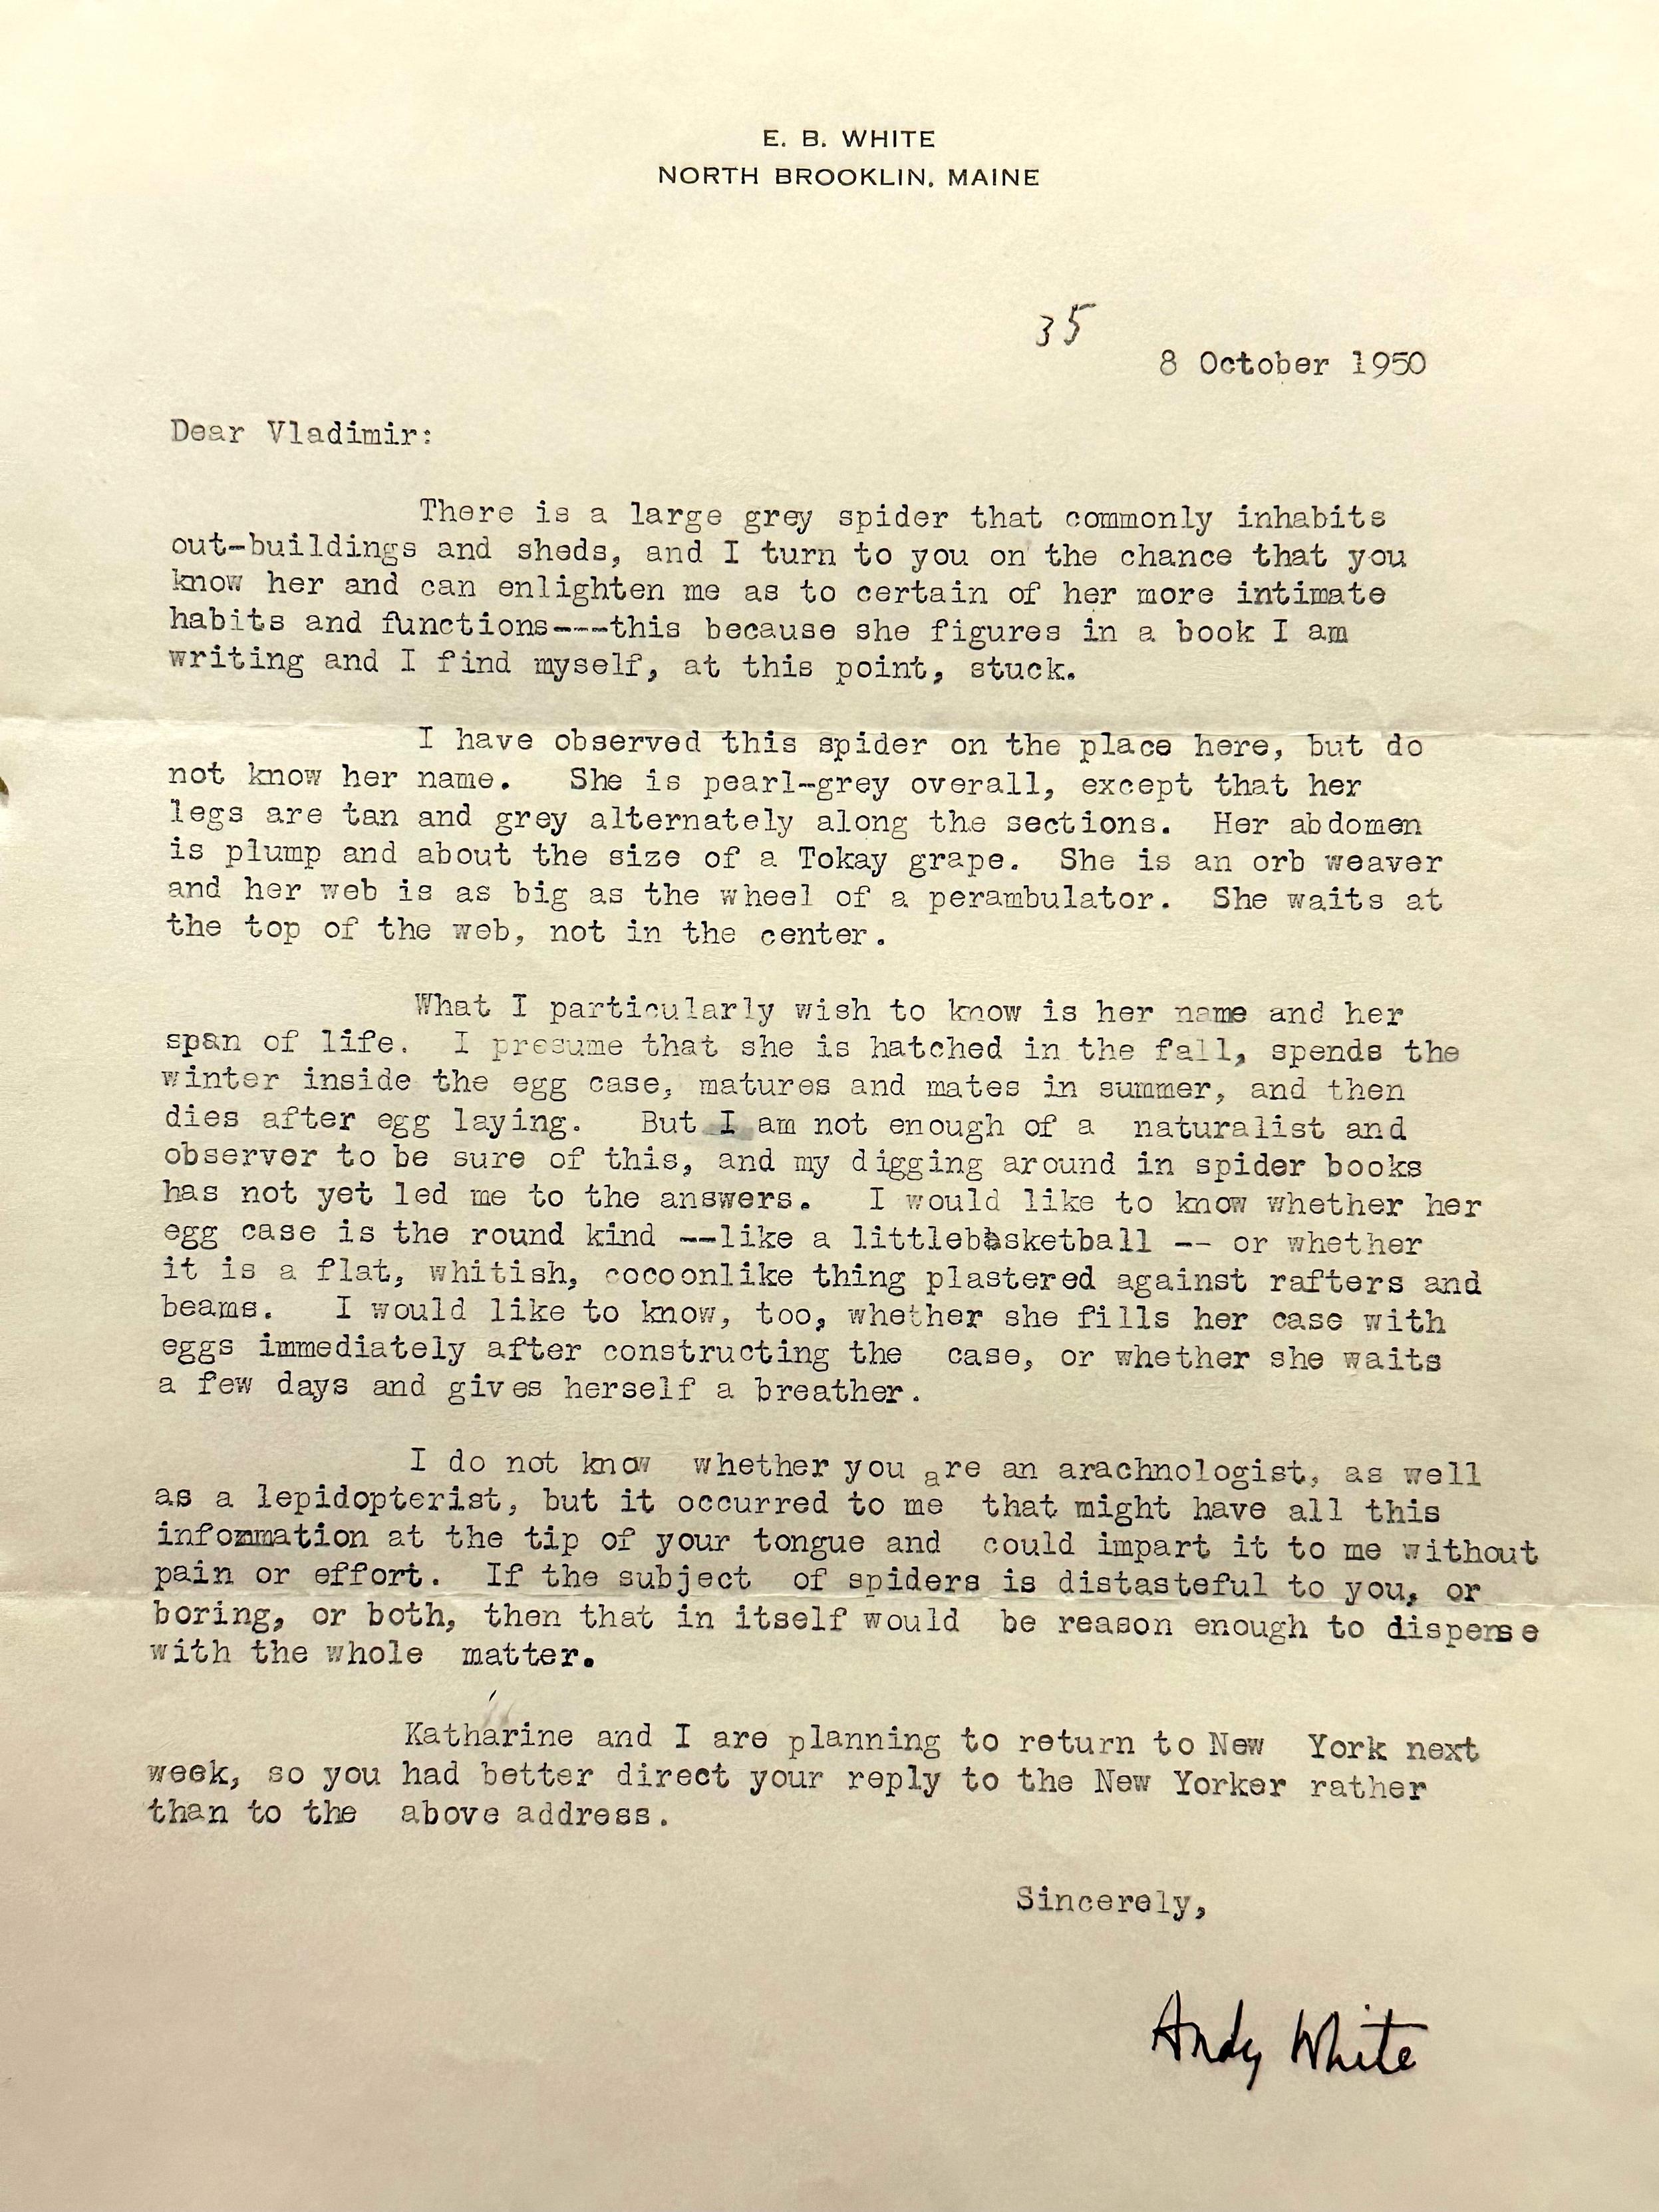 E. B. WHITE
NORTH BROOKLIN, MAINE
35
8 October 1950
Dear Vladimir:
There is a large grey spider that commonly inhabits
out-buildings and sheds, and I turn to you on the chance that you
know her and can enlighten me as to certain of her more intimate
habits and functions---this because she figures in a book I am
writing and I find myself, at this point, stuck.
I have observed this spider on the place here, but do
not know her name. She is pearl-grey overall, except that her
legs are tan and grey alternately along the sections. Her abdomen
is plump and about the size of a Tokay grape. She is an orb weaver
and her web is as big as the wheel of a perambulator. She waits at
the top of the web, not in the center.
What I particularly wish to know is her name and her
span of life. I presume that she is hatched in the fall, spends the
winter inside the egg case, matures and mates in summer, and then
dies after egg laying. But I am not enough of a naturalist and
observer to be sure of this, and my digging around in spider books
has not yet led me to the answers. I would like to know whether her
egg case is the round kind --like a littlebasketball -- or whether
it is a flat, whitish, cocoonlike thing plastered against rafters and
beams. I would like to know, too, whether she fills her case with
eggs immediately after constructing the case, or whether she waits
a few days and gives herself a breather.
I do not know whether you are an arachnologist, as well
as a lepidopterist, but it occurred to me that might have all this
infommation at the tip of your tongue and could impart it to me without
pain or effort. If the subject of spiders is distasteful to you, or
boring, or both, then that in itself would be reason enough to dispense
with the whole matter.
Katharine and I are planning to return to New York next
week, so you had better direct your reply to the New Yorker rather
than to the above address.
Sincerely,
Andy White